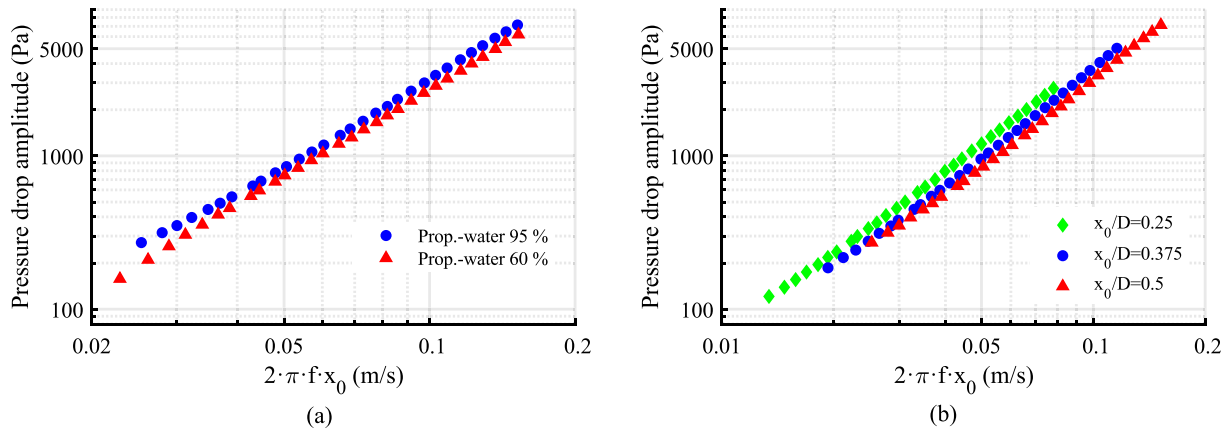 Pressure drop amplitude (Pa)
5000
1000
100
Prop.-water 95 %
Prop.-water 60 %
0.02
0.05
0.1
0.2
2·π·f·x0 (m/s)
(a)
Pressure drop amplitude (Pa)
5000
1000
100
x0/D=0.25
x0/D=0.375
x0/D=0.5
0.01
0.05
0.1
0.2
2·π·f·x0 (m/s)
(b)